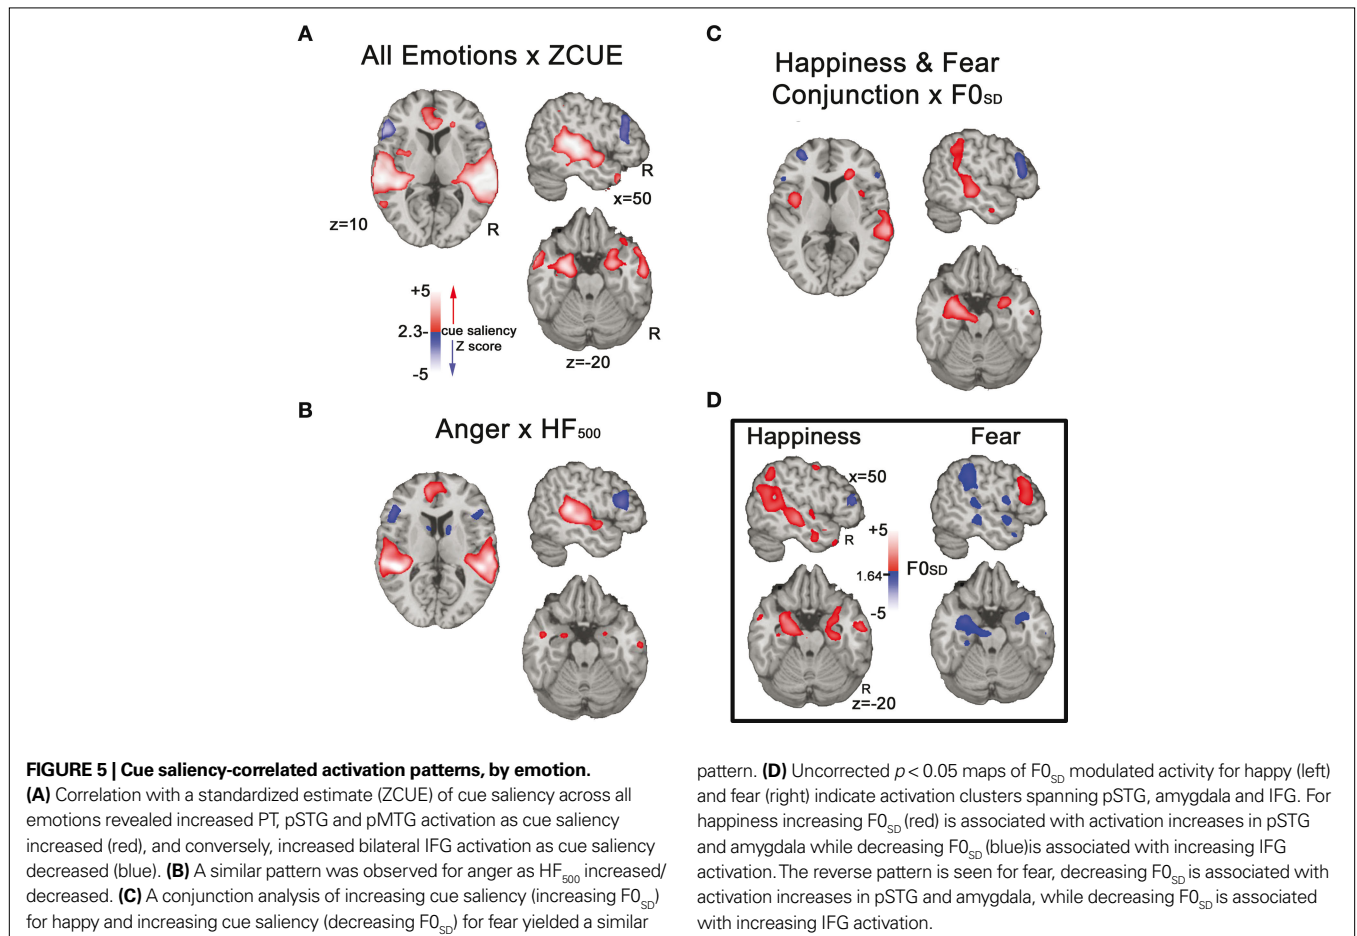 A
All Emotions x ZCUE
R
x=50
z=10
R
+5
2.3-
cue saliency
Z score
-5
R
z=-20
B
Anger x HF500
C
Happiness & Fear
Conjunction x F0SD
D
Happiness
Fear
x=50
R
+5
1.64
F0SD
-5
R
z=-20
FIGURE 5 | Cue saliency-correlated activation patterns, by emotion.
(A) Correlation with a standardized estimate (ZCUE) of cue saliency across all
emotions revealed increased PT, pSTG and pMTG activation as cue saliency
increased (red), and conversely, increased bilateral IFG activation as cue saliency
decreased (blue). (B) A similar pattern was observed for anger as HF500 increased/
decreased. (C) A conjunction analysis of increasing cue saliency (increasing F0SD)
for happy and increasing cue saliency (decreasing F0SD) for fear yielded a similar
pattern. (D) Uncorrected p < 0.05 maps of F0SD modulated activity for happy (left)
and fear (right) indicate activation clusters spanning pSTG, amygdala and IFG. For
happiness increasing F0SD (red) is associated with activation increases in pSTG
and amygdala while decreasing F0SD (blue)is associated with increasing IFG
activation. The reverse pattern is seen for fear, decreasing F0SD is associated with
activation increases in pSTG and amygdala, while decreasing F0SD is associated
with increasing IFG activation.